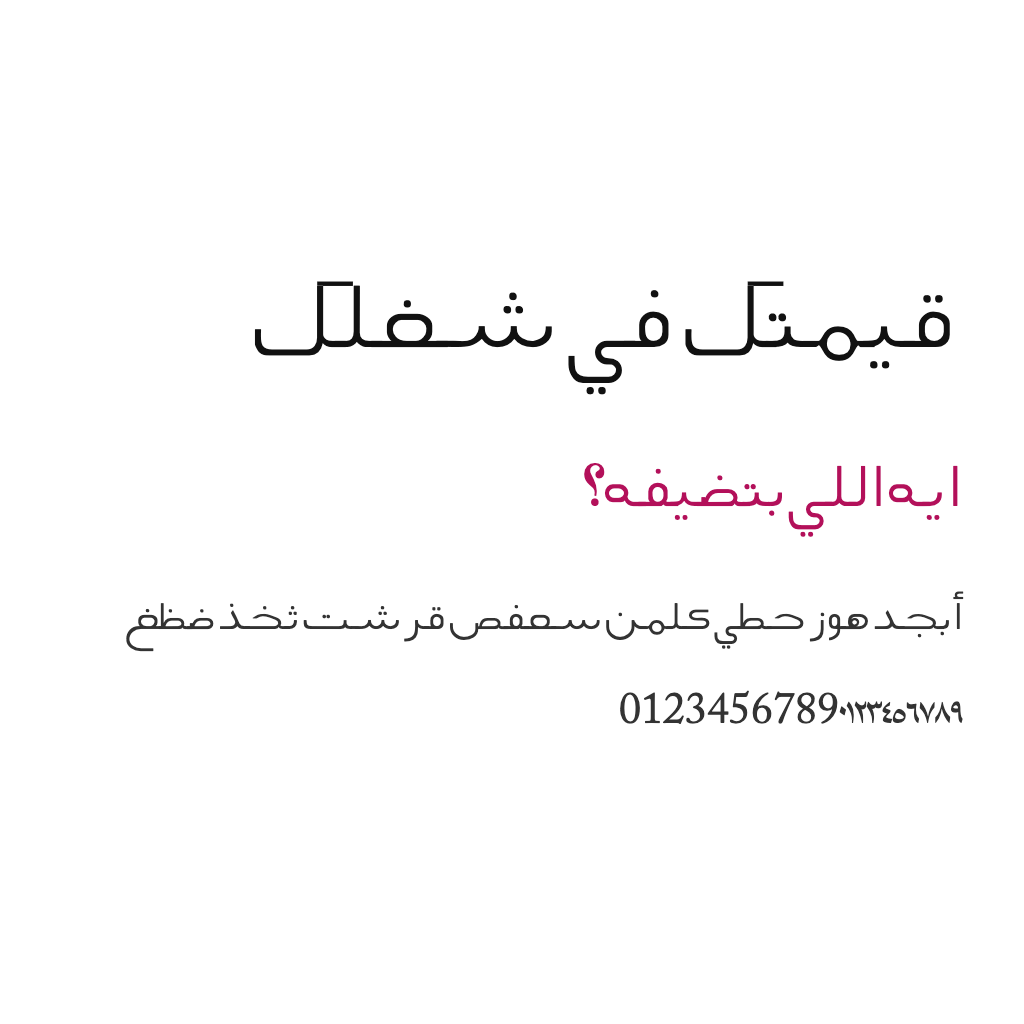 قيمتك في شغلك
ايه اللي بتضيفه؟
أبجد هوز حطي كلمن سعفص قرشت ثخذ ضظغ
0123456789٠١٢٣٤٥٦٧٨٩